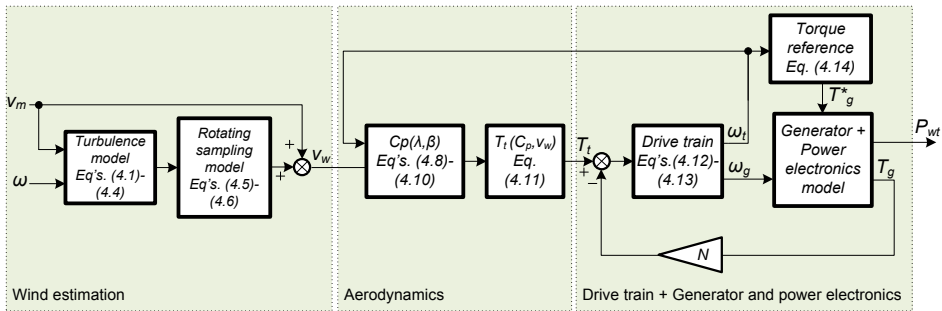 v_m
ω
Turbulence
model
Eq's. (4.1)-
(4.4)
Rotating
sampling
model
Eq's. (4.5)-
(4.6)
+
+
v_w
Wind estimation
Cp(λ,β)
Eq's. (4.8)-
(4.10)
T_t (C_p,v_w)
Eq.
(4.11)
Aerodynamics
T_t
+
−
Drive train
Eq's.(4.12)-
(4.13)
ω_t
ω_g
Torque
reference
Eq. (4.14)
T*_g
Generator +
Power
electronics
model
P_wt
T_g
N
Drive train + Generator and power electronics